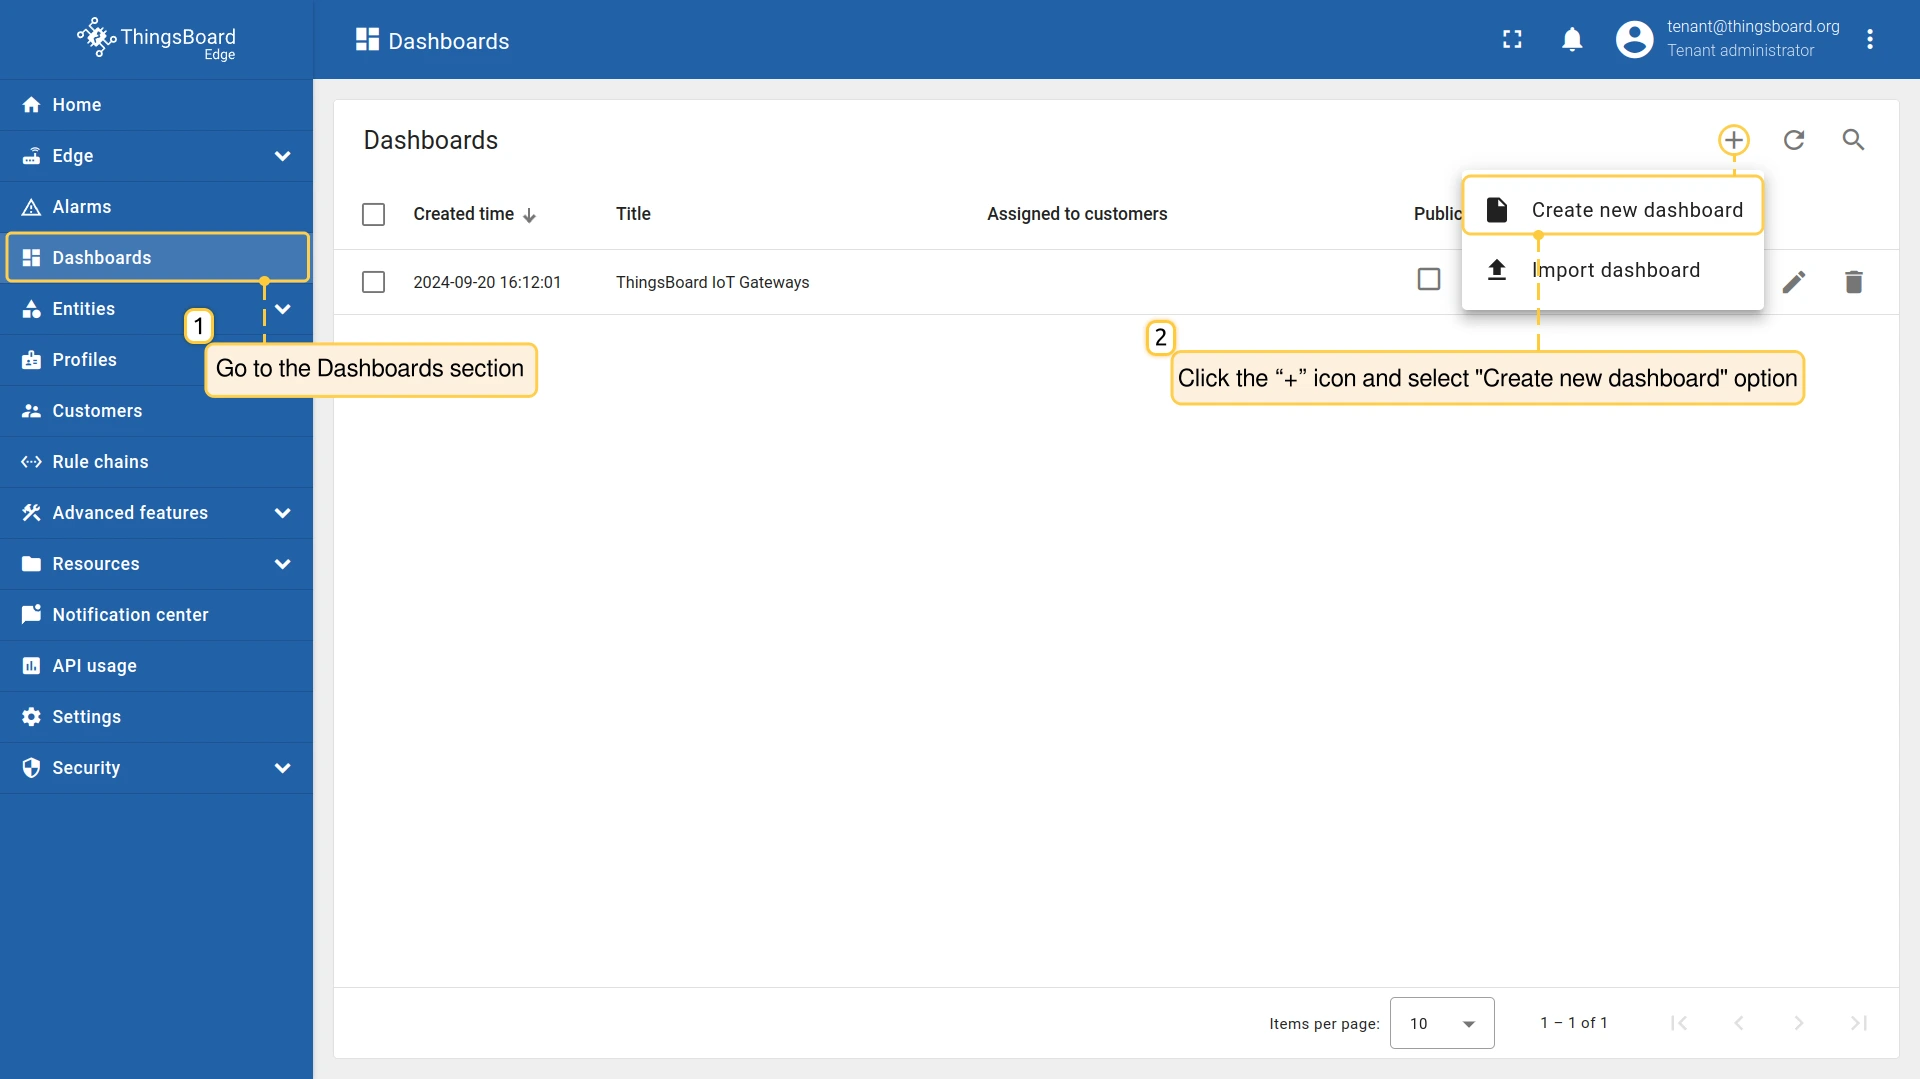 ThingsBoard
Edge
Dashboards
tenant@thingsboard.org
Tenant administrator
Home
Edge
Alarms
Dashboards
Entities
Profiles
Customers
Rule chains
Advanced features
Resources
Notification center
API usage
Settings
Security
1
Go to the Dashboards section
Dashboards
Created time
Title
Assigned to customers
Public
2024-09-20 16:12:01
ThingsBoard IoT Gateways
Create new dashboard
Import dashboard
2
Click the “+” icon and select "Create new dashboard" option
Items per page:
10
1 – 1 of 1